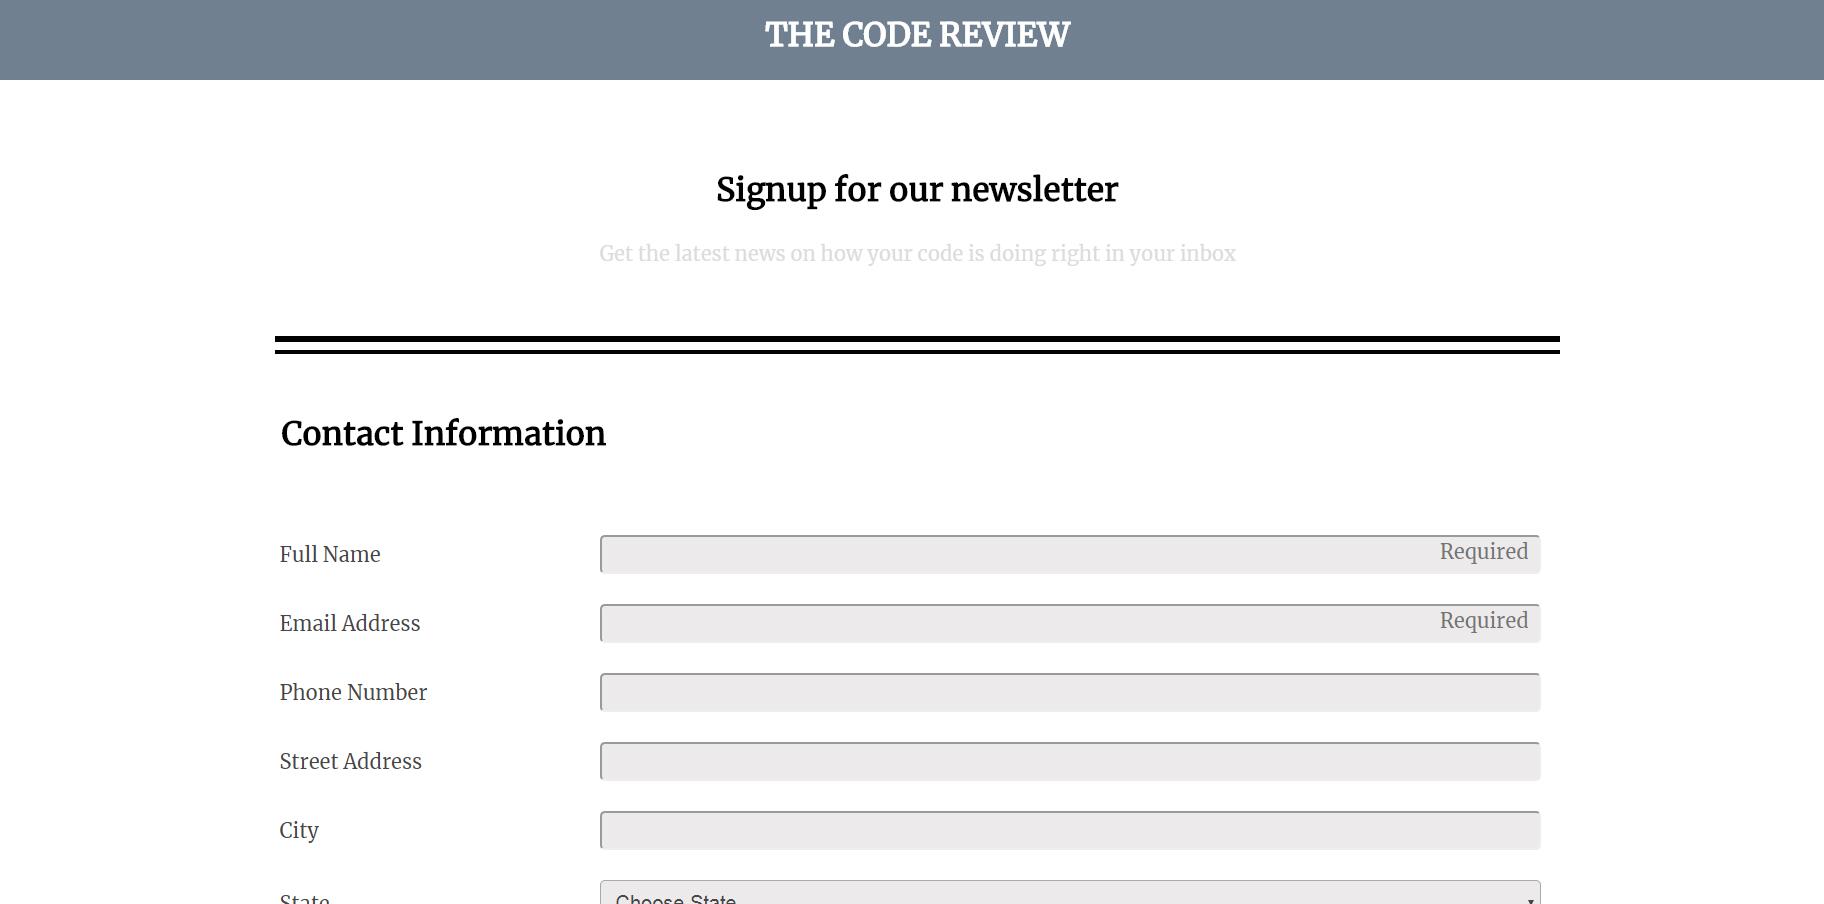 THE CODE REVIEW
Signup for our newsletter
Get the latest news on how your code is doing right in your inbox
Contact Information
Full Name Required
Email Address Required
Phone Number
Street Address
City
State Choose State